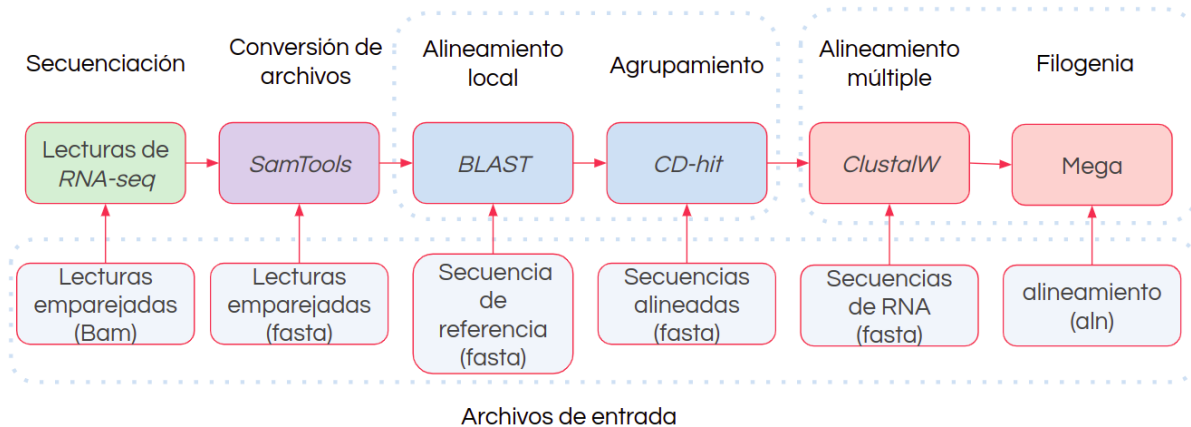 Secuenciación
Conversión de
archivos
Alineamiento
local
Agrupamiento
Alineamiento
múltiple
Filogenia
Lecturas de
RNA-seq
SamTools
BLAST
CD-hit
ClustalW
Mega
Lecturas
emparejadas
(Bam)
Lecturas
emparejadas
(fasta)
Secuencia
de
referencia
(fasta)
Secuencias
alineadas
(fasta)
Secuencias
de RNA
(fasta)
alineamiento
(aln)
Archivos de entrada